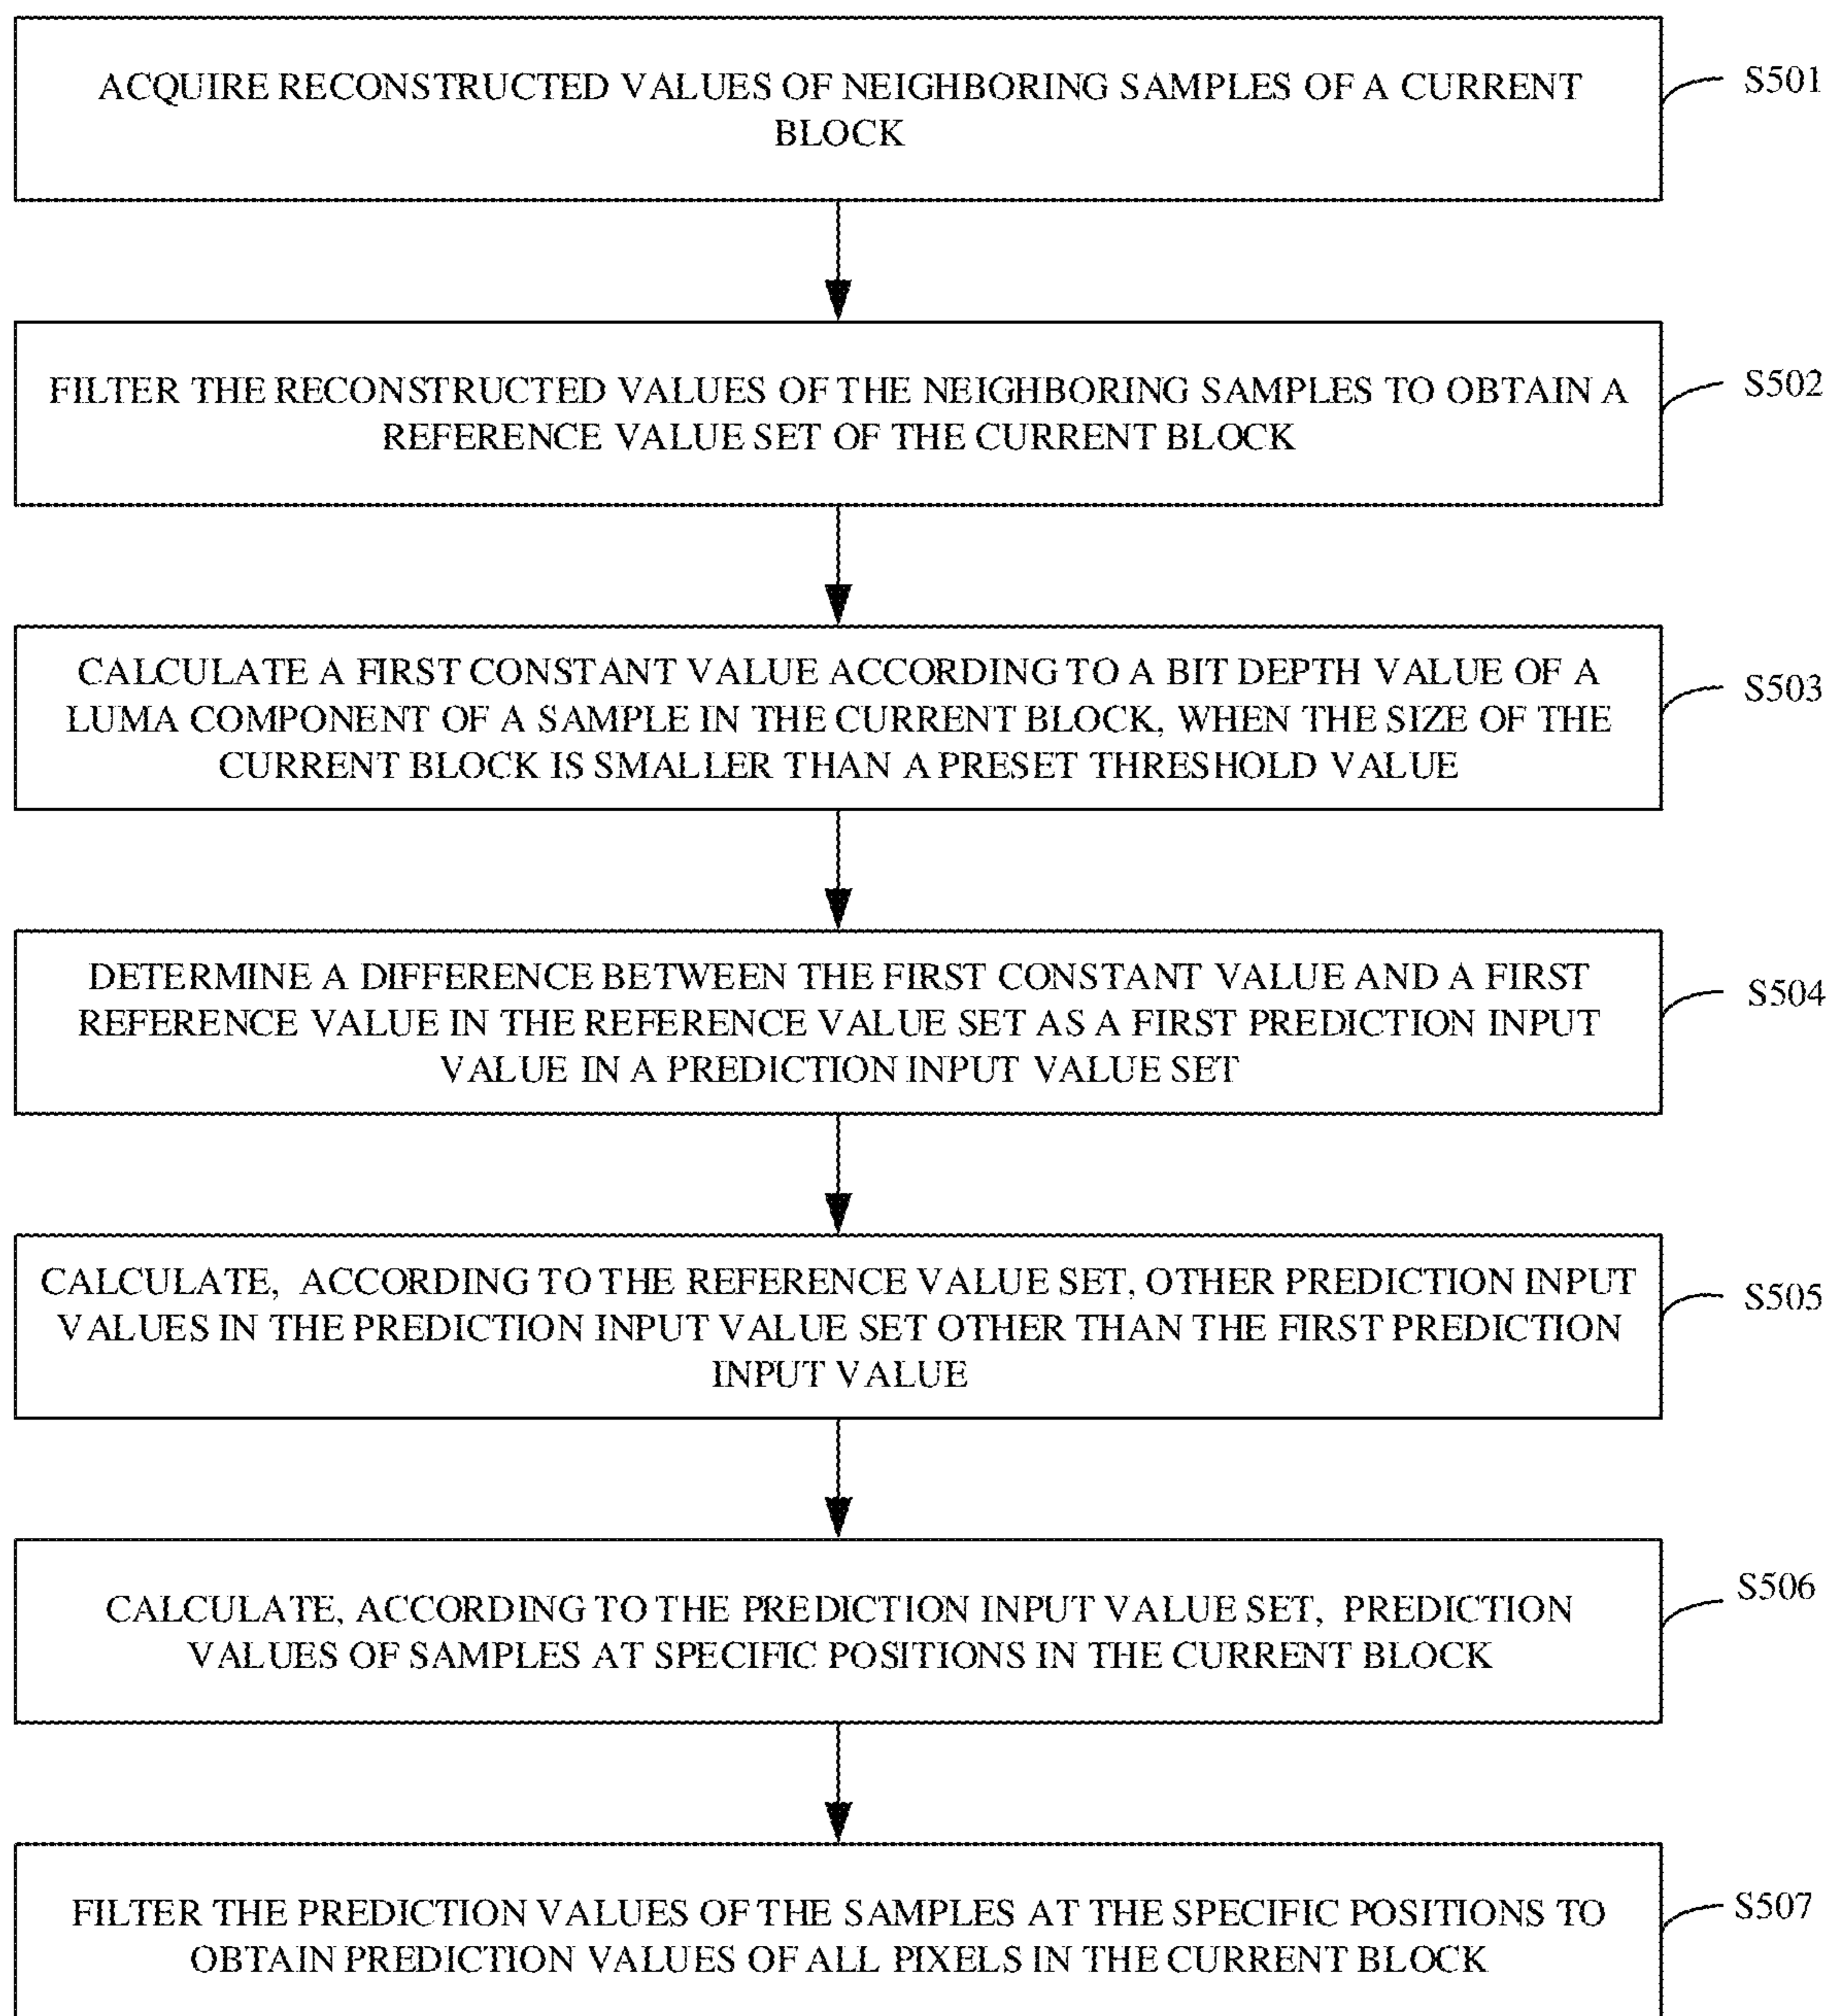 ACQUIRE RECONSTRUCTED VALUES OF NEIGHBORING SAMPLES OF A CURRENT
BLOCK
S501
FILTER THE RECONSTRUCTED VALUES OF THE NEIGHBORING SAMPLES TO OBTAIN A
REFERENCE VALUE SET OF THE CURRENT BLOCK
S502
CALCULATE A FIRST CONSTANT VALUE ACCORDING TO A BIT DEPTH VALUE OF A
LUMA COMPONENT OF A SAMPLE IN THE CURRENT BLOCK, WHEN THE SIZE OF THE
CURRENT BLOCK IS SMALLER THAN A PRESET THRESHOLD VALUE
S503
DETERMINE A DIFFERENCE BETWEEN THE FIRST CONSTANT VALUE AND A FIRST
REFERENCE VALUE IN THE REFERENCE VALUE SET AS A FIRST PREDICTION INPUT
VALUE IN A PREDICTION INPUT VALUE SET
S504
CALCULATE, ACCORDING TO THE REFERENCE VALUE SET, OTHER PREDICTION INPUT
VALUES IN THE PREDICTION INPUT VALUE SET OTHER THAN THE FIRST PREDICTION
INPUT VALUE
S505
CALCULATE, ACCORDING TO THE PREDICTION INPUT VALUE SET, PREDICTION
VALUES OF SAMPLES AT SPECIFIC POSITIONS IN THE CURRENT BLOCK
S506
FILTER THE PREDICTION VALUES OF THE SAMPLES AT THE SPECIFIC POSITIONS TO
OBTAIN PREDICTION VALUES OF ALL PIXELS IN THE CURRENT BLOCK
S507